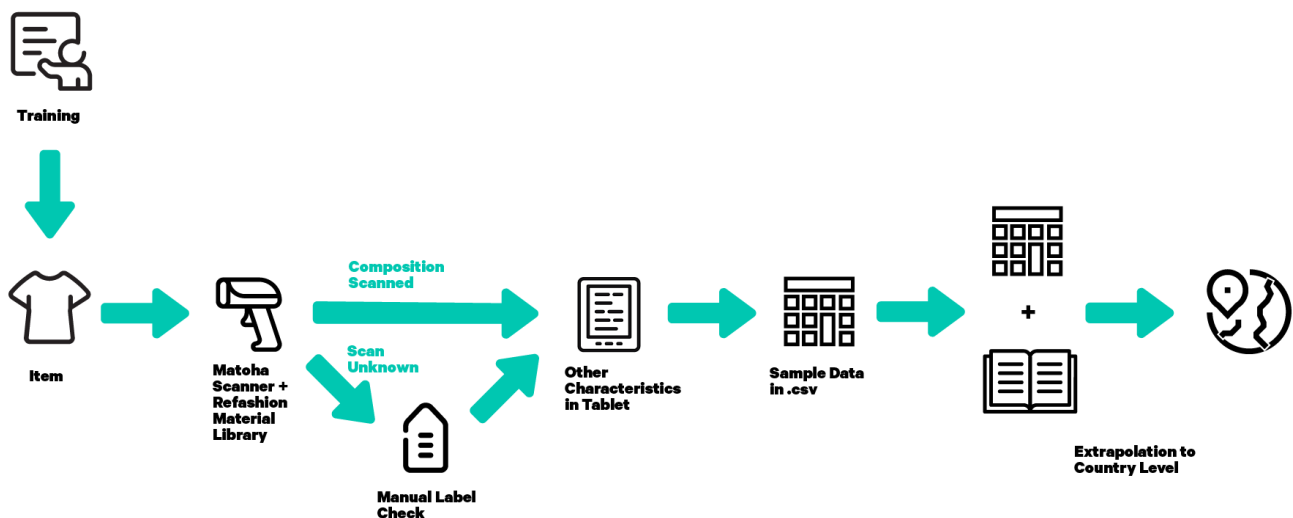 Training
Composition
Scanned
Scan
Unknown
Item
Matoha
Scanner +
Refashion
Material
Library
Manual Label
Check
Other
Characteristics
in Tablet
Sample Data
in .csv
+
Extrapolation to
Country Level